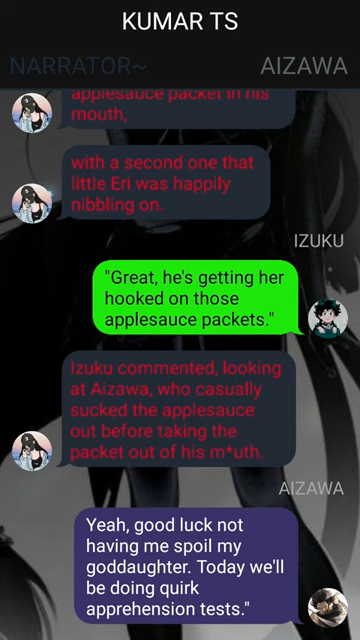 KUMAR TS
NARRATOR~
AIZAWA
applesauce packet in his
mouth,
with a second one that
little Eri was happily
nibbling on.
IZUKU
"Great, he's getting her
hooked on those
applesauce packets."
Izuku commented, looking
at Aizawa, who casually
sucked the applesauce
out before taking the
packet out of his m*uth.
AIZAWA
Yeah, good luck not
having me spoil my
goddaughter. Today we'll
be doing quirk
apprehension tests."